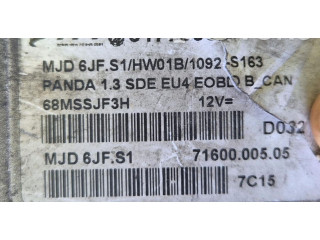 MJD 6JF.S1/HW01B/1092 -S163
PANDA 1.3 SDE EU4 EOBD B_CAN
68MSSJF3H 12V=
D032
MJD 6JF.S1 71600.005.05
7C15